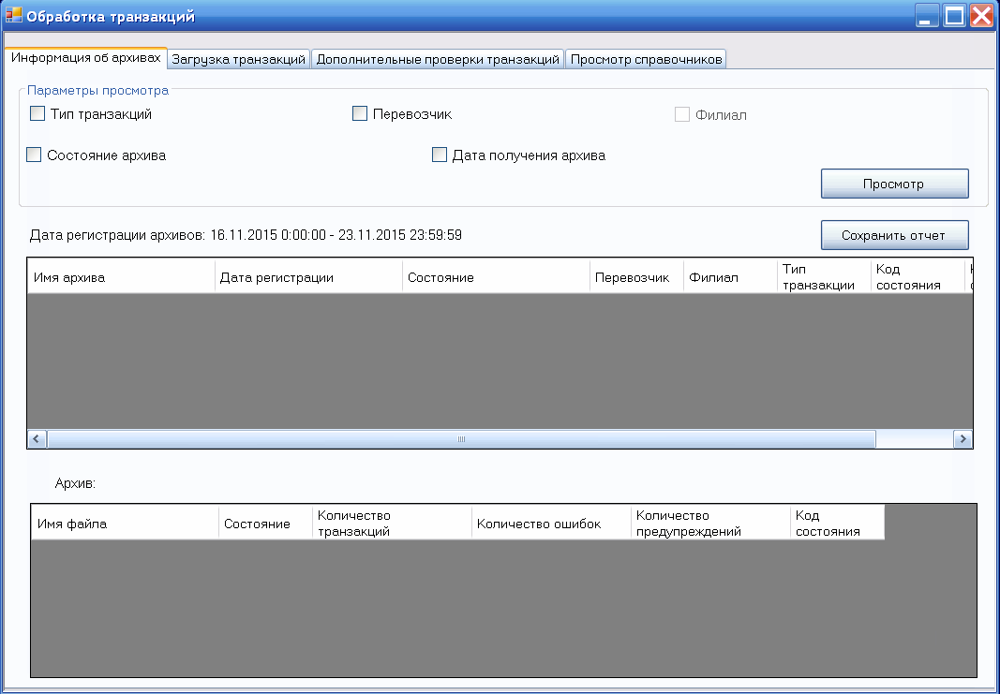 Обработка транзакций
Информация об архивах Загрузка транзакций Дополнительные проверки транзакций Просмотр справочников
Параметры просмотра
Тип транзакций Перевозчик Филиал
Состояние архива Дата получения архива
Просмотр
Дата регистрации архивов: 16.11.2015 0:00:00 - 23.11.2015 23:59:59
Сохранить отчет
Имя архива Дата регистрации Состояние Перевозчик Филиал Тип транзакции Код состояния
Архив:
Имя файла Состояние Количество транзакций Количество ошибок Количество предупреждений Код состояния